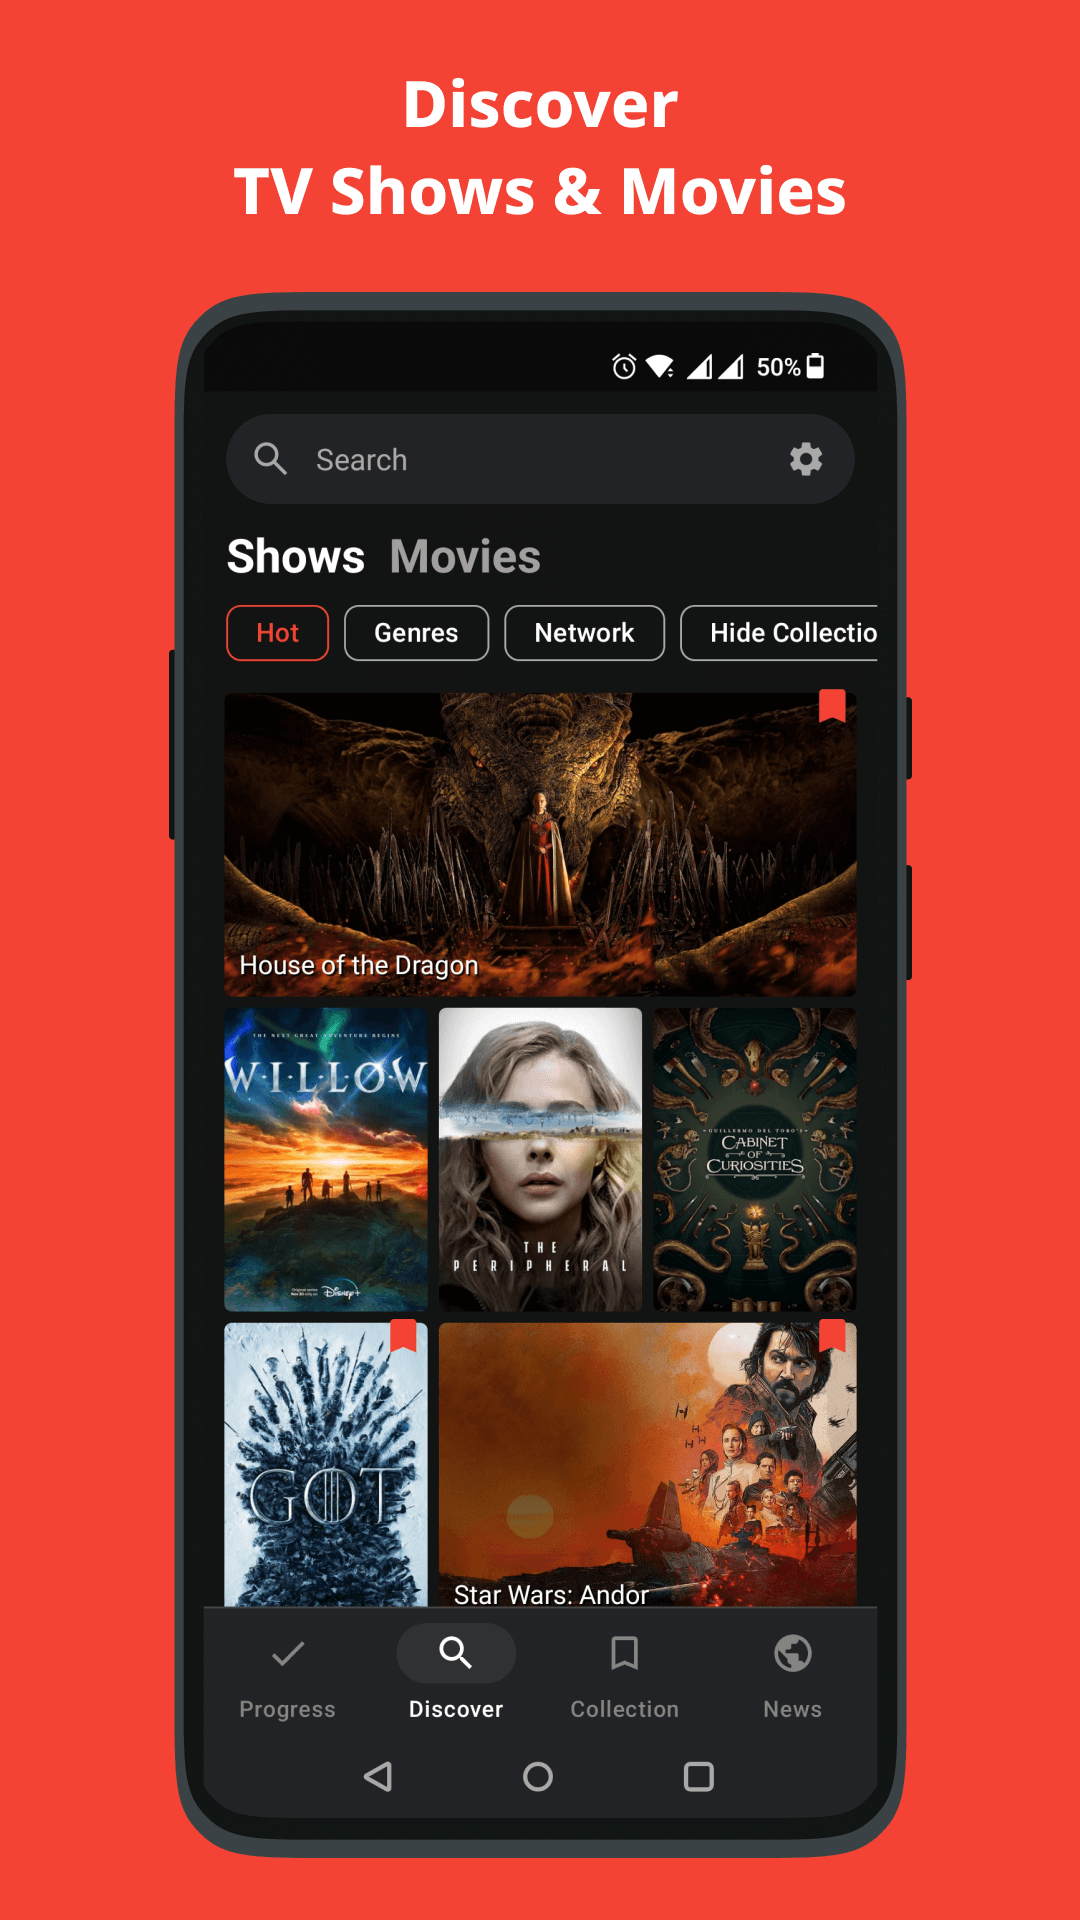 Discover
TV Shows & Movies
50%
Search
Shows Movies
Hot Genres Network Hide Collectio
House of the Dragon
THE NEXT GREAT ADVENTURE BEGINS
WILLOW
Disney+
THE
PERIPHERAL
GUILLERMO DEL TORO'S
CABINET
OF
CURIOSITIES
GOT
Star Wars: Andor
Progress Discover Collection News